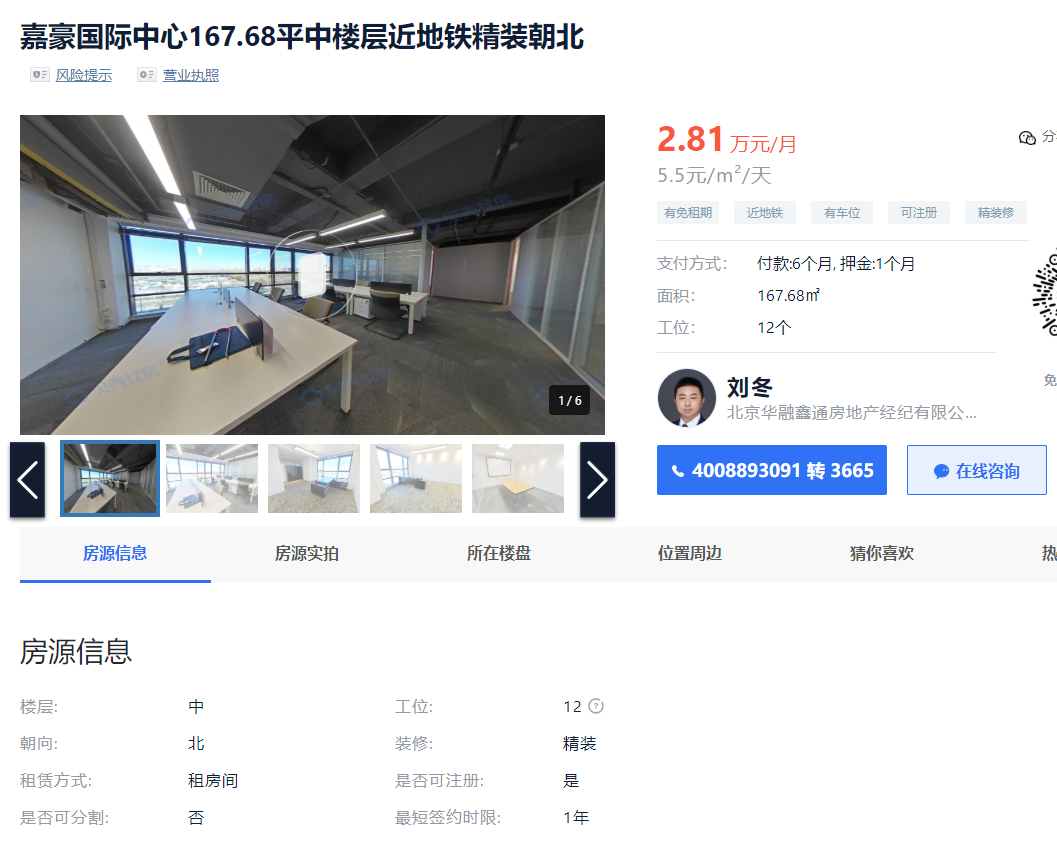 嘉豪国际中心167.68平中楼层近地铁精装朝北
风险提示 营业执照
2.81 万元/月
分
5.5元/m²/天
有免租期 近地铁 有车位 可注册 精装修
支付方式: 付款:6个月, 押金:1个月
面积: 167.68㎡
工位: 12个
免
刘冬
北京华融鑫通房地产经纪有限公...
1 / 6
4008893091 转 3665 在线咨询
房源信息 房源实拍 所在楼盘 位置周边 猜你喜欢 热
房源信息
楼层: 中 工位: 12 ?
朝向: 北 装修: 精装
租赁方式: 租房间 是否可注册: 是
是否可分割: 否 最短签约时限: 1年